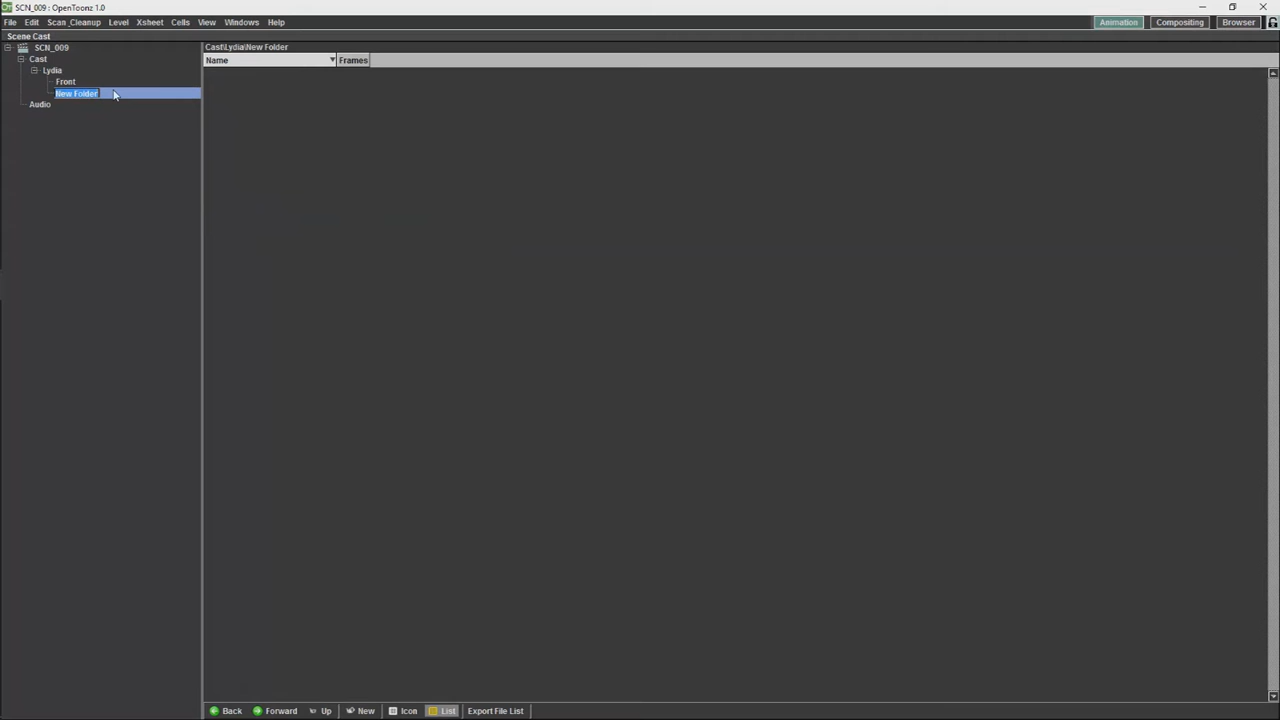 SCN_009 : OpenToonz 1.0
File Edit Scan_Cleanup Level Xsheet Cells View Windows Help Animation Compositing Browser
Scene Cast
SCN_009 Cast\Lydia\New Folder
Cast Name Frames
Lydia
Front
New Folder
Audio
Back Forward Up New Icon List Export File List